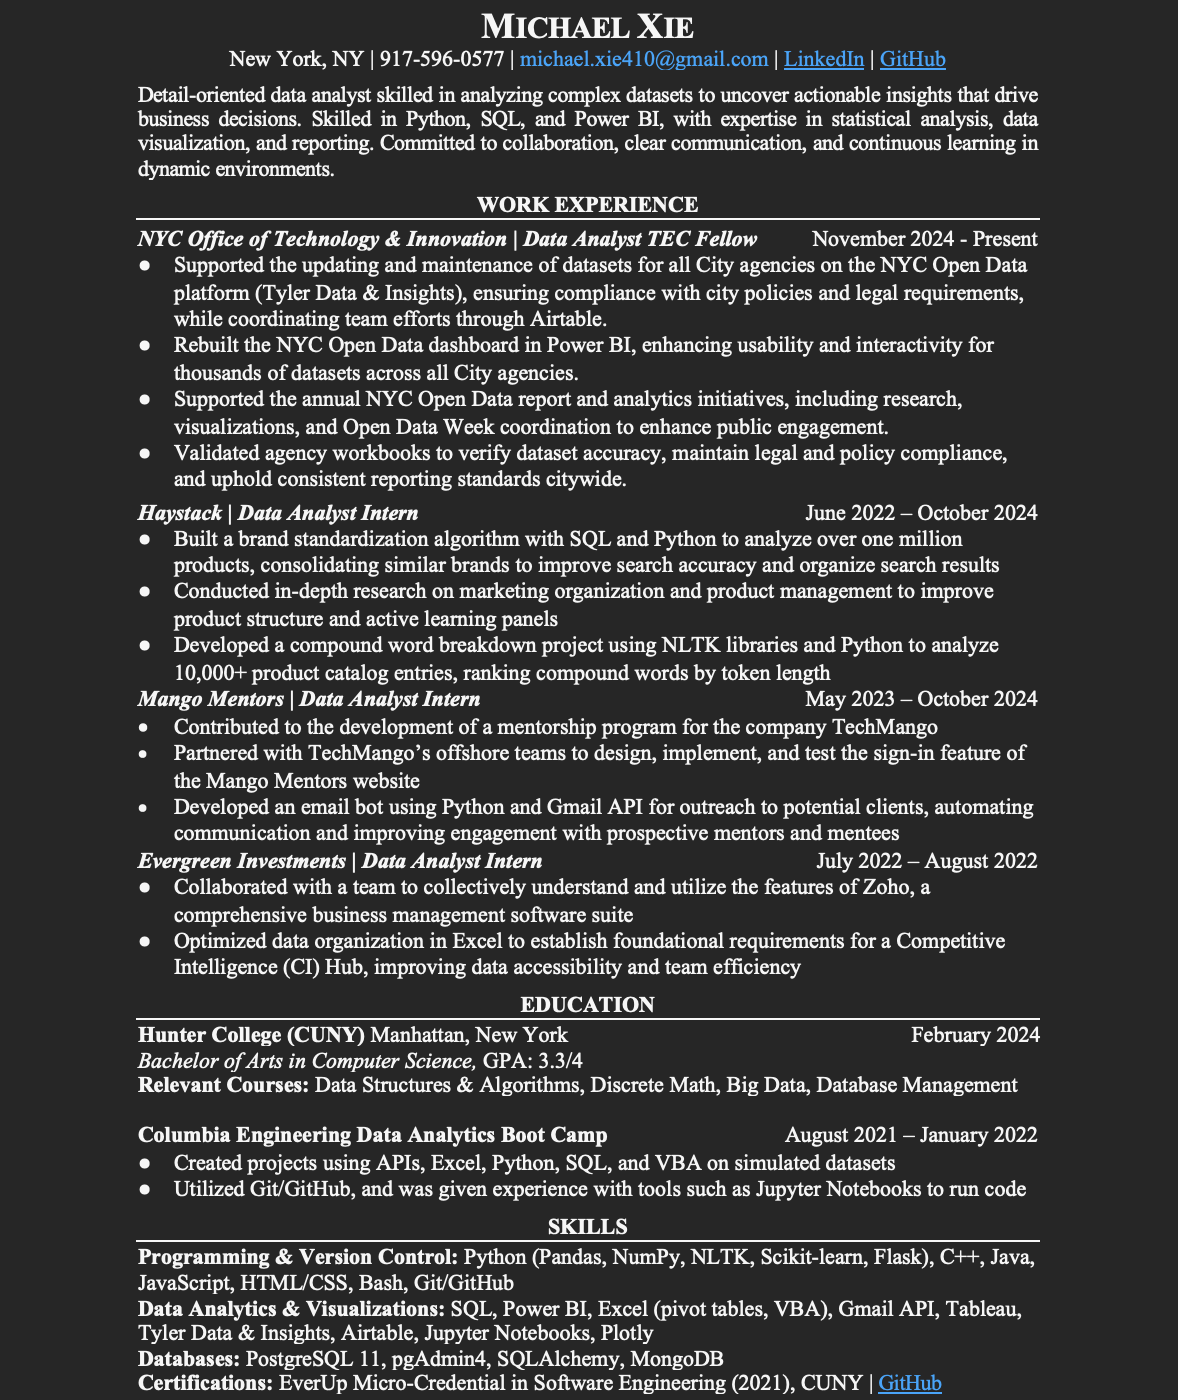 MICHAEL XIE
New York, NY | 917-596-0577 | michael.xie410@gmail.com | LinkedIn | GitHub
Detail-oriented data analyst skilled in analyzing complex datasets to uncover actionable insights that drive
business decisions. Skilled in Python, SQL, and Power BI, with expertise in statistical analysis, data
visualization, and reporting. Committed to collaboration, clear communication, and continuous learning in
dynamic environments.
WORK EXPERIENCE
NYC Office of Technology & Innovation | Data Analyst TEC Fellow November 2024 - Present
● Supported the updating and maintenance of datasets for all City agencies on the NYC Open Data
platform (Tyler Data & Insights), ensuring compliance with city policies and legal requirements,
while coordinating team efforts through Airtable.
● Rebuilt the NYC Open Data dashboard in Power BI, enhancing usability and interactivity for
thousands of datasets across all City agencies.
● Supported the annual NYC Open Data report and analytics initiatives, including research,
visualizations, and Open Data Week coordination to enhance public engagement.
● Validated agency workbooks to verify dataset accuracy, maintain legal and policy compliance,
and uphold consistent reporting standards citywide.
Haystack | Data Analyst Intern June 2022 – October 2024
● Built a brand standardization algorithm with SQL and Python to analyze over one million
products, consolidating similar brands to improve search accuracy and organize search results
● Conducted in-depth research on marketing organization and product management to improve
product structure and active learning panels
● Developed a compound word breakdown project using NLTK libraries and Python to analyze
10,000+ product catalog entries, ranking compound words by token length
Mango Mentors | Data Analyst Intern May 2023 – October 2024
• Contributed to the development of a mentorship program for the company TechMango
• Partnered with TechMango’s offshore teams to design, implement, and test the sign-in feature of
the Mango Mentors website
• Developed an email bot using Python and Gmail API for outreach to potential clients, automating
communication and improving engagement with prospective mentors and mentees
Evergreen Investments | Data Analyst Intern July 2022 – August 2022
● Collaborated with a team to collectively understand and utilize the features of Zoho, a
comprehensive business management software suite
● Optimized data organization in Excel to establish foundational requirements for a Competitive
Intelligence (CI) Hub, improving data accessibility and team efficiency
EDUCATION
Hunter College (CUNY) Manhattan, New York February 2024
Bachelor of Arts in Computer Science, GPA: 3.3/4
Relevant Courses: Data Structures & Algorithms, Discrete Math, Big Data, Database Management
Columbia Engineering Data Analytics Boot Camp August 2021 – January 2022
● Created projects using APIs, Excel, Python, SQL, and VBA on simulated datasets
● Utilized Git/GitHub, and was given experience with tools such as Jupyter Notebooks to run code
SKILLS
Programming & Version Control: Python (Pandas, NumPy, NLTK, Scikit-learn, Flask), C++, Java,
JavaScript, HTML/CSS, Bash, Git/GitHub
Data Analytics & Visualizations: SQL, Power BI, Excel (pivot tables, VBA), Gmail API, Tableau,
Tyler Data & Insights, Airtable, Jupyter Notebooks, Plotly
Databases: PostgreSQL 11, pgAdmin4, SQLAlchemy, MongoDB
Certifications: EverUp Micro-Credential in Software Engineering (2021), CUNY | GitHub